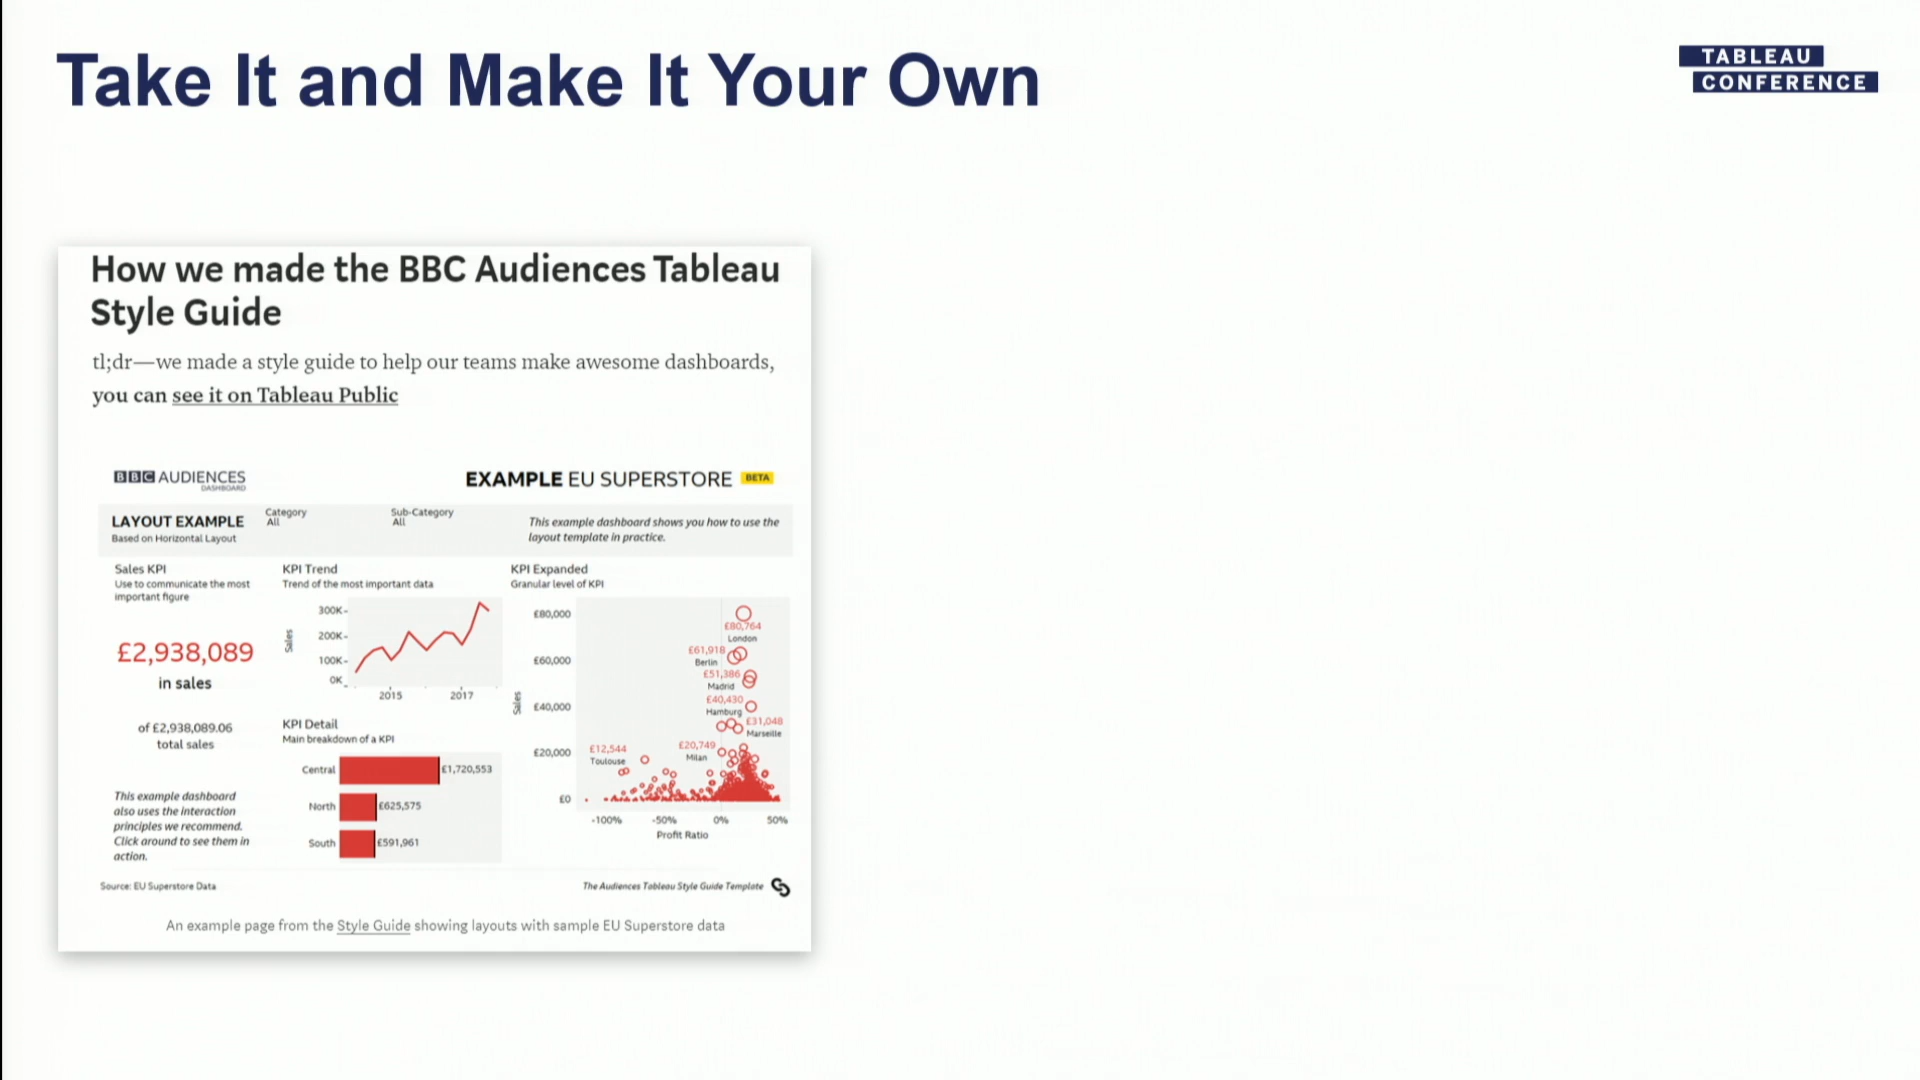 Take It and Make It Your Own
TABLEAU
CONFERENCE
How we made the BBC Audiences Tableau
Style Guide
tl;dr—we made a style guide to help our teams make awesome dashboards,
you can see it on Tableau Public
BBC AUDIENCES
DASHBOARD
EXAMPLE EU SUPERSTORE BETA
LAYOUT EXAMPLE
Based on Horizontal Layout
Category
All
Sub-Category
All
This example dashboard shows you how to use the
layout template in practice.
Sales KPI
Use to communicate the most
important figure
£2,938,089
in sales
of £2,938,089.06
total sales
This example dashboard
also uses the interaction
principles we recommend.
Click around to see them in
action.
KPI Trend
Trend of the most important data
Sales
300K
200K
100K
0K
2015
2017
KPI Detail
Main breakdown of a KPI
Central £1,720,553
North £625,575
South £591,961
KPI Expanded
Granular level of KPI
Sales
£80,000
£60,000
£40,000
£20,000
£0
£80,764
London
£61,918
Berlin
£51,386
Madrid
£40,430
Hamburg
£31,048
Marseille
£20,749
Milan
£12,544
Toulouse
-100%
-50%
0%
50%
Profit Ratio
Source: EU Superstore Data
The Audiences Tableau Style Guide Template
An example page from the Style Guide showing layouts with sample EU Superstore data